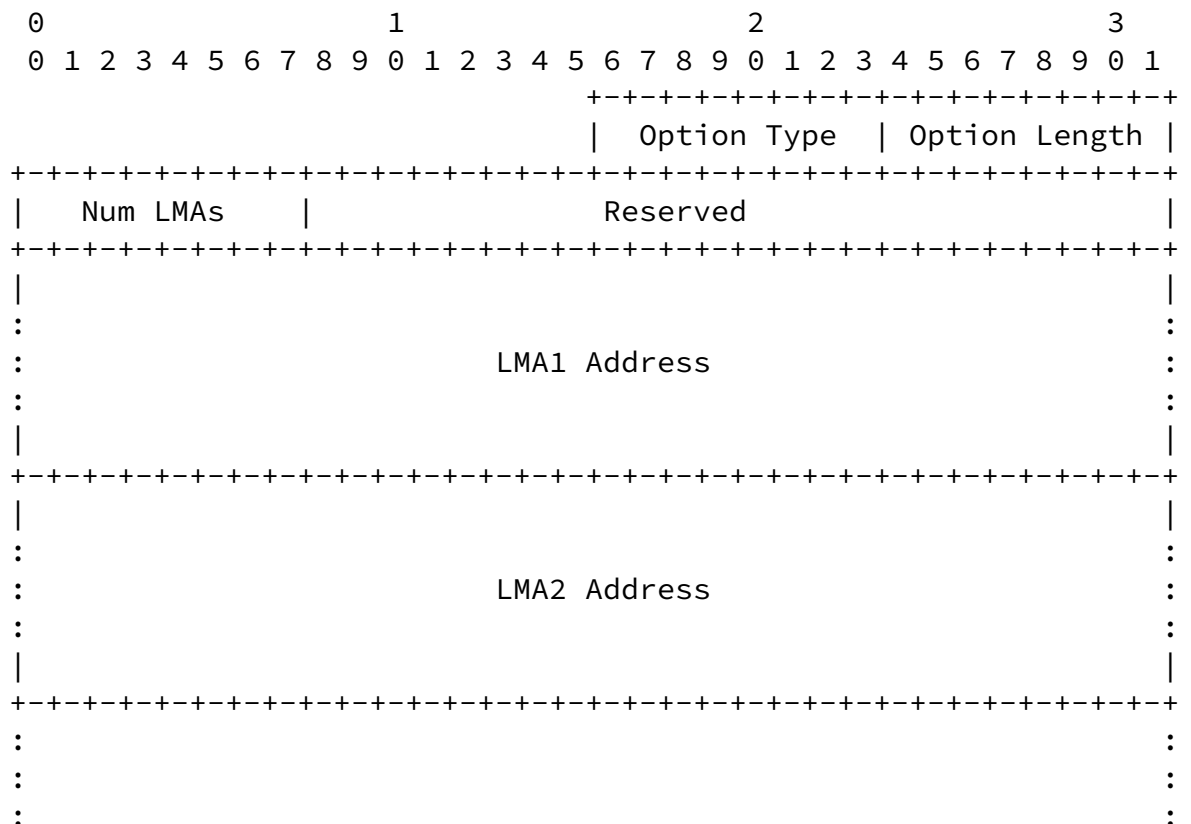 0                   1                   2                   3
 0 1 2 3 4 5 6 7 8 9 0 1 2 3 4 5 6 7 8 9 0 1 2 3 4 5 6 7 8 9 0 1
                                +-+-+-+-+-+-+-+-+-+-+-+-+-+-+-+-+
                                |  Option Type  | Option Length |
+-+-+-+-+-+-+-+-+-+-+-+-+-+-+-+-+-+-+-+-+-+-+-+-+-+-+-+-+-+-+-+-+
|   Num LMAs    |                Reserved                       |
+-+-+-+-+-+-+-+-+-+-+-+-+-+-+-+-+-+-+-+-+-+-+-+-+-+-+-+-+-+-+-+-+
|                                                               |
:                                                               :
:                          LMA1 Address                         :
:                                                               :
|                                                               |
+-+-+-+-+-+-+-+-+-+-+-+-+-+-+-+-+-+-+-+-+-+-+-+-+-+-+-+-+-+-+-+-+
|                                                               |
:                                                               :
:                          LMA2 Address                         :
:                                                               :
|                                                               |
+-+-+-+-+-+-+-+-+-+-+-+-+-+-+-+-+-+-+-+-+-+-+-+-+-+-+-+-+-+-+-+-+
:                                                               :
:                                                               :
:                                                               :